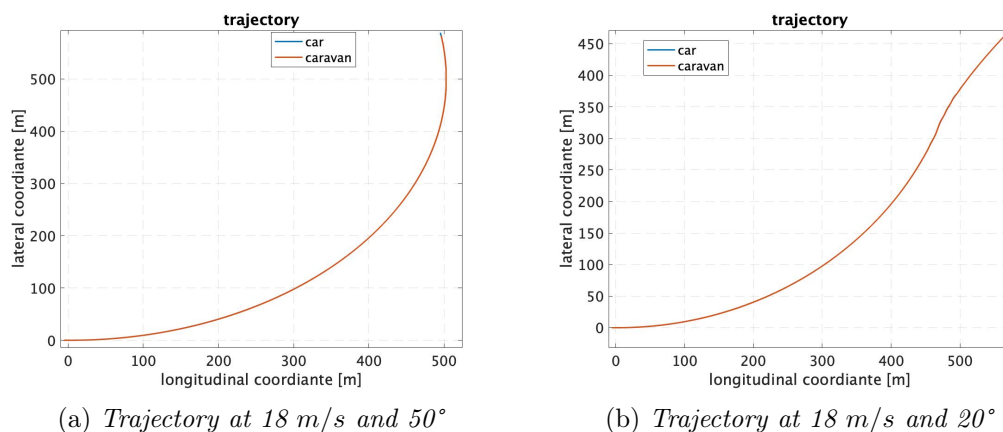 trajectory
car
caravan
500
400
300
200
100
0
lateral coordiante [m]
0
100
200
300
400
500
longitudinal coordiante [m]
(a) Trajectory at 18 m/s and 50°
trajectory
car
caravan
450
400
350
300
250
200
150
100
50
0
lateral coordiante [m]
0
100
200
300
400
500
longitudinal coordiante [m]
(b) Trajectory at 18 m/s and 20°